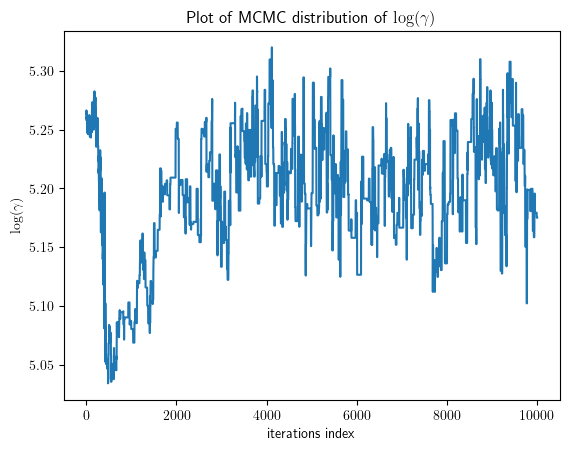 Plot of MCMC distribution of log(γ)
log(γ)
5.30
5.25
5.20
5.15
5.10
5.05
0 2000 4000 6000 8000 10000
iterations index